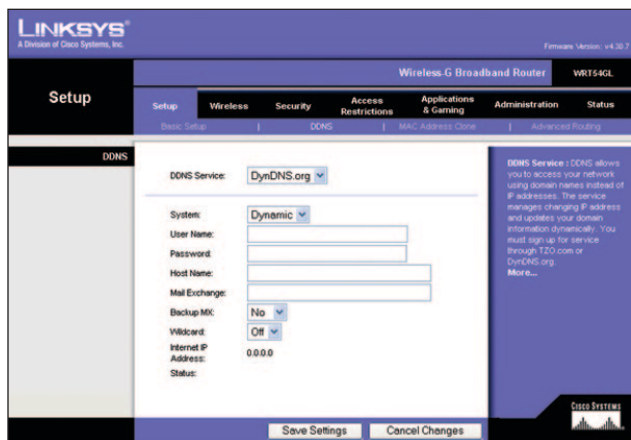 LINKSYS®
A Division of Cisco Systems, Inc.
Firmware Version: v4.30.7
Wireless-G Broadband Router WRT54GL
Setup
Setup Wireless Security Access Restrictions Applications & Gaming Administration Status
Basic Setup | DDNS | MAC Address Clone | Advanced Routing
DDNS
DDNS Service: DynDNS.org
System: Dynamic
User Name:
Password:
Host Name:
Mail Exchange:
Backup MX: No
Wildcard: Off
Internet IP Address: 0.0.0.0
Status:
DDNS Service : DDNS allows
you to access your network
using domain names instead of
IP addresses. The service
manages changing IP address
and updates your domain
information dynamically. You
must sign up for service
through TZO.com or
DynDNS.org.
More...
Save Settings Cancel Changes
CISCO SYSTEMS